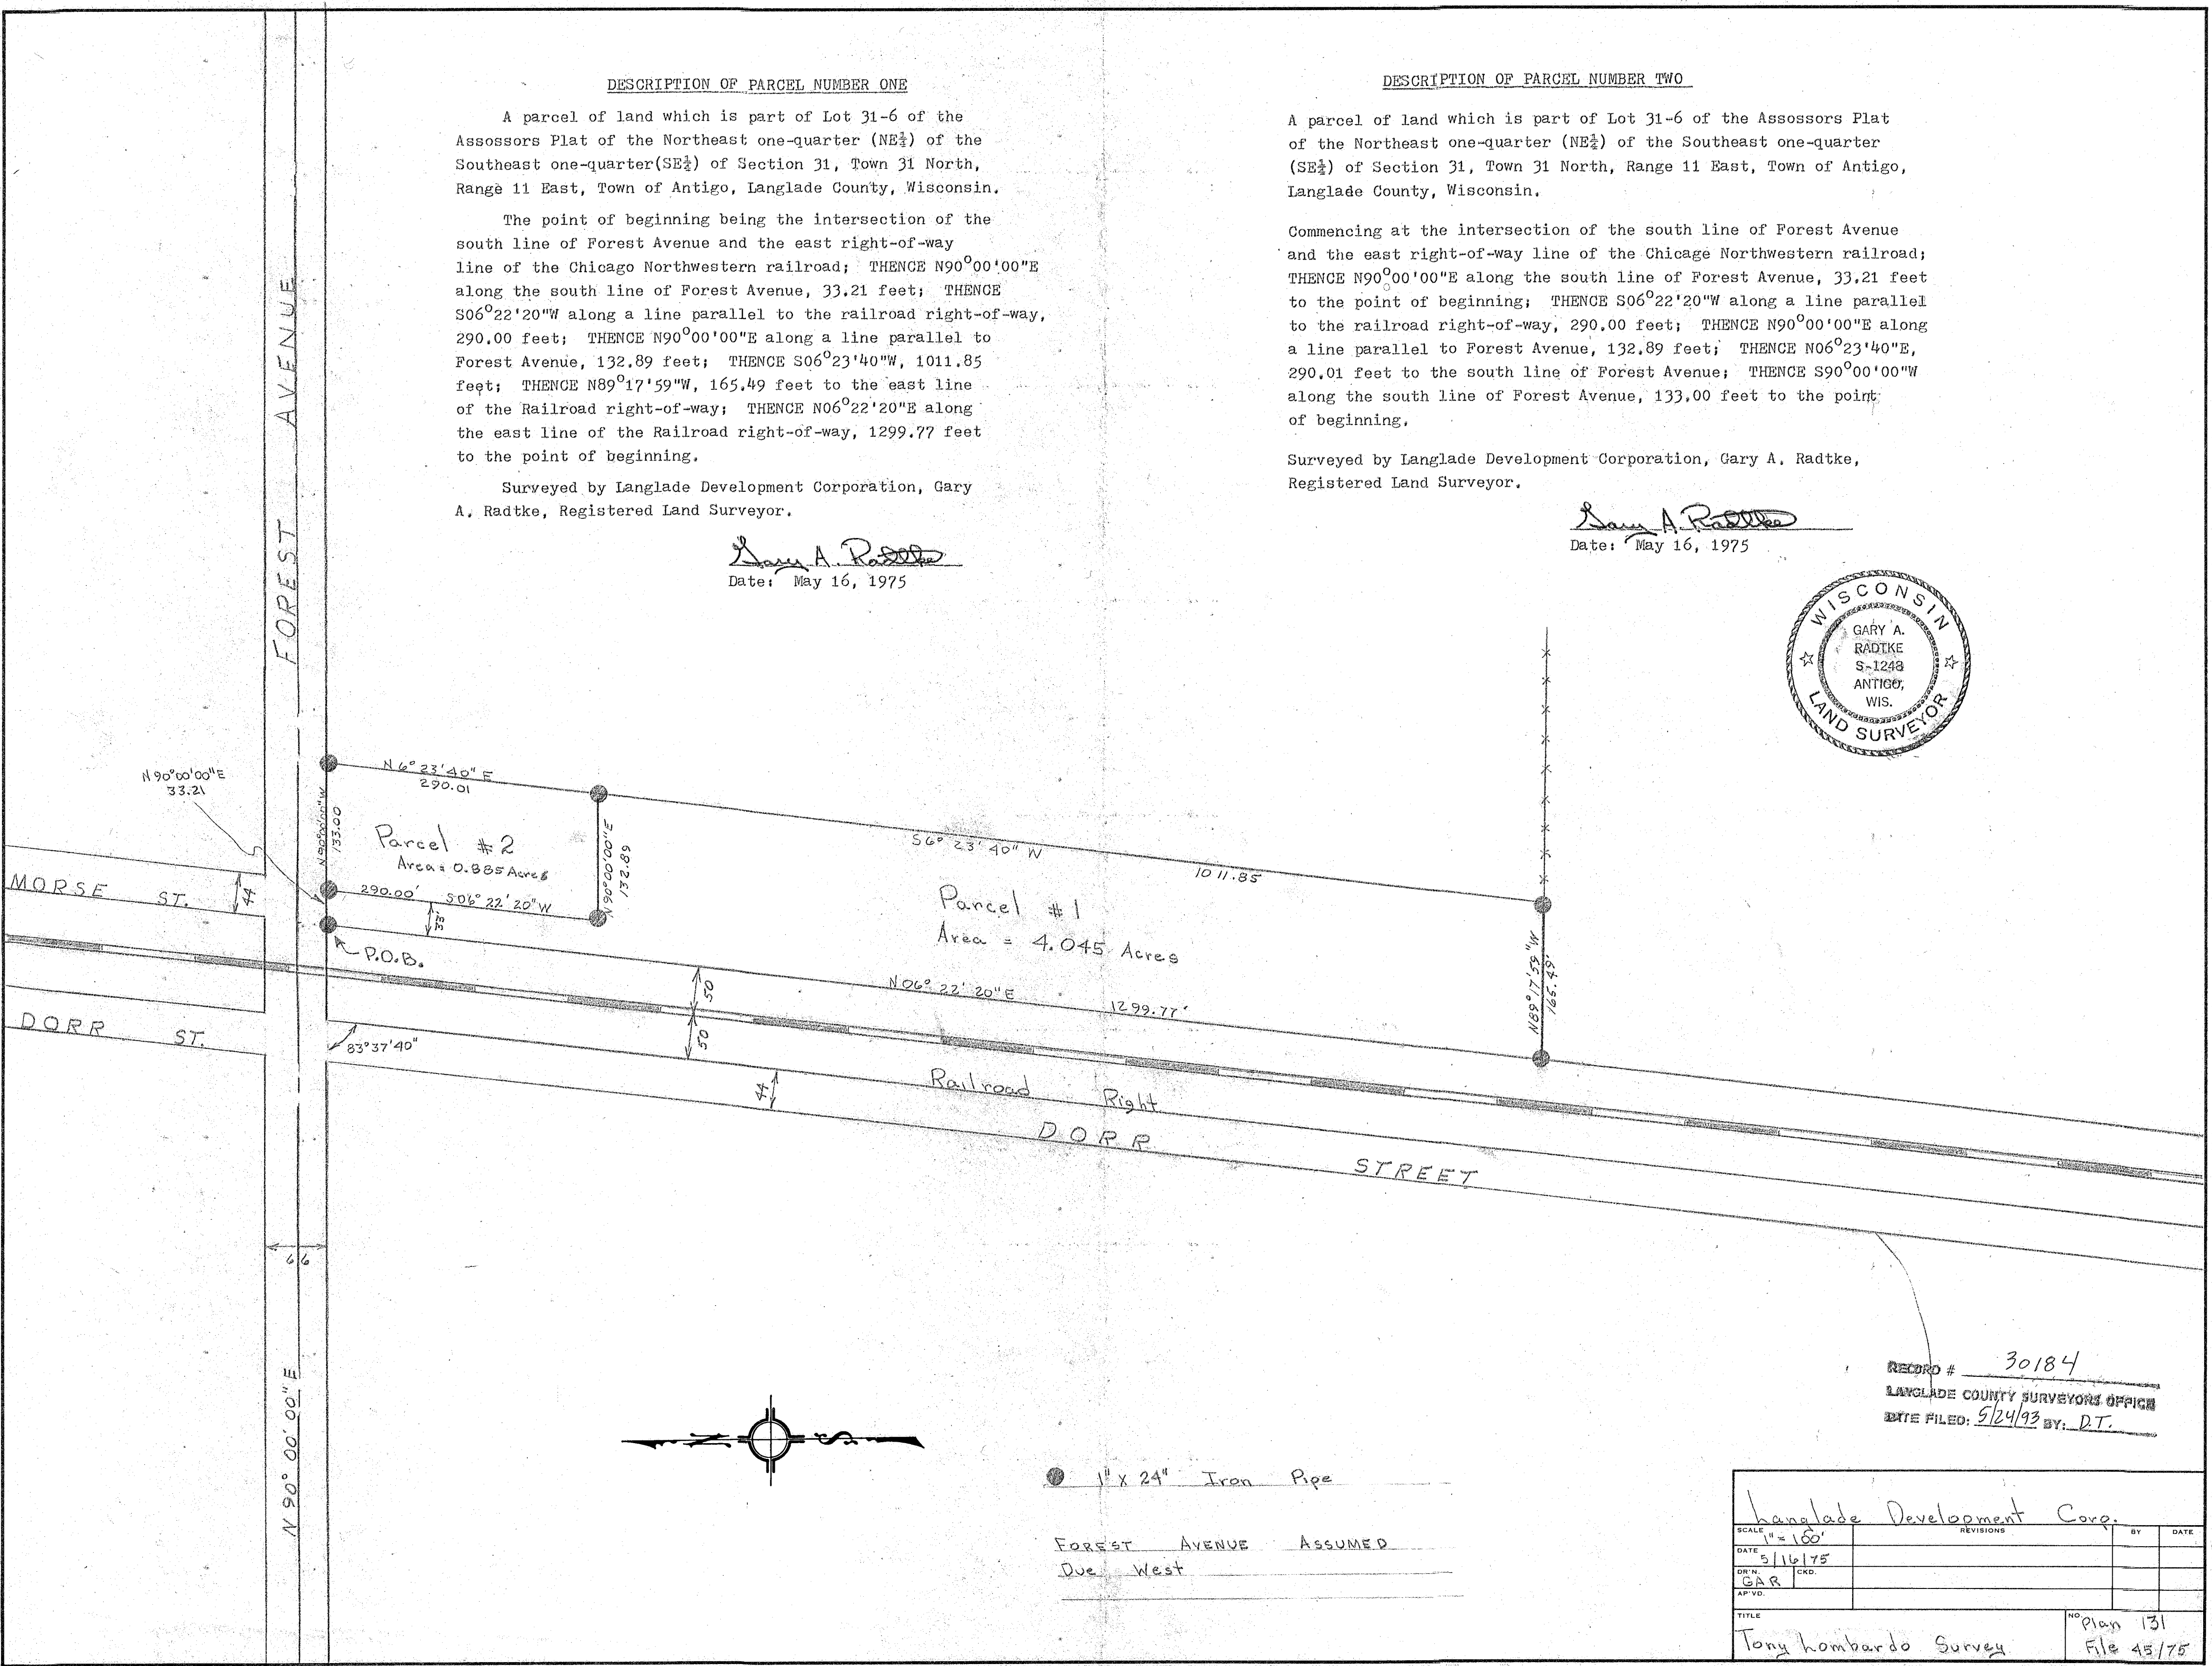 DESCRIPTION OF PARCEL NUMBER ONE
A parcel of land which is part of Lot 31-6 of the
Assossors Plat of the Northeast one-quarter (NE¼) of the
Southeast one-quarter(SE¼) of Section 31, Town 31 North,
Range 11 East, Town of Antigo, Langlade County, Wisconsin.
The point of beginning being the intersection of the
south line of Forest Avenue and the east right-of-way
line of the Chicago Northwestern railroad; THENCE N90°00'00"E
along the south line of Forest Avenue, 33.21 feet; THENCE
S06°22'20"W along a line parallel to the railroad right-of-way,
290.00 feet; THENCE N90°00'00"E along a line parallel to
Forest Avenue, 132.89 feet; THENCE S06°23'40"W, 1011.85
feet; THENCE N89°17'59"W, 165.49 feet to the east line
of the Railroad right-of-way; THENCE N06°22'20"E along
the east line of the Railroad right-of-way, 1299.77 feet
to the point of beginning.
Surveyed by Langlade Development Corporation, Gary
A. Radtke, Registered Land Surveyor.
Gary A. Radtke
Date: May 16, 1975
DESCRIPTION OF PARCEL NUMBER TWO
A parcel of land which is part of Lot 31-6 of the Assossors Plat
of the Northeast one-quarter (NE¼) of the Southeast one-quarter
(SE¼) of Section 31, Town 31 North, Range 11 East, Town of Antigo,
Langlade County, Wisconsin.
Commencing at the intersection of the south line of Forest Avenue
and the east right-of-way line of the Chicage Northwestern railroad;
THENCE N90°00'00"E along the south line of Forest Avenue, 33.21 feet
to the point of beginning; THENCE S06°22'20"W along a line parallel
to the railroad right-of-way, 290.00 feet; THENCE N90°00'00"E along
a line parallel to Forest Avenue, 132.89 feet; THENCE N06°23'40"E,
290.01 feet to the south line of Forest Avenue; THENCE S90°00'00"W
along the south line of Forest Avenue, 133.00 feet to the point
of beginning.
Surveyed by Langlade Development Corporation, Gary A. Radtke,
Registered Land Surveyor.
Gary A. Radtke
Date: May 16, 1975
WISCONSIN
GARY A.
RADTKE
S-1248
ANTIGO,
WIS.
LAND SURVEYOR
FOREST AVENUE
N90°00'00"E
33.21
N 6° 23' 40" E
290.01
N90°00'00"W
133.00
Parcel #2
Area = 0.885 Acres
N90°00'00"E
132.89
290.00' S06° 22' 20" W
33'
S6° 23' 40" W
1011.85
Parcel #1
Area = 4.045 Acres
N06° 22' 20" E
1299.77'
N89°17'59"W
165.49'
MORSE ST.
44
P.O.B.
DORR ST.
83°37'40"
50
50
44
Railroad Right
DORR STREET
66
N 90° 00' 00" E
N S
1" x 24" Iron Pipe
FOREST AVENUE ASSUMED
Due West
RECORD # 30184
LANGLADE COUNTY SURVEYORS OFFICE
DATE FILED: 5/24/93 BY: D.T.
Langlade Development Corp.
SCALE 1" = 100'
REVISIONS BY DATE
DATE 5/16/75
DR'N. GAR CKD.
AP'VD.
TITLE
Tony Lombardo Survey
NO. Plan 131
File 45/75